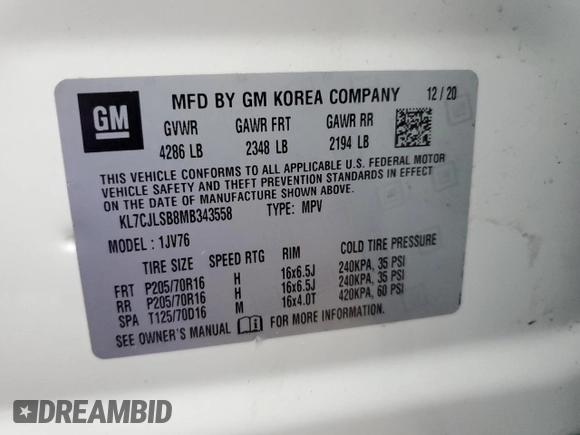 GM
MFD BY GM KOREA COMPANY 12/20
GVWR GAWR FRT GAWR RR
4286 LB 2348 LB 2194 LB
THIS VEHICLE CONFORMS TO ALL APPLICABLE U.S. FEDERAL MOTOR
VEHICLE SAFETY AND THEFT PREVENTION STANDARDS IN EFFECT
ON THE DATE OF MANUFACTURE SHOWN ABOVE.
KL7CJLSB8MB343558 TYPE: MPV
MODEL: 1JV76
TIRE SIZE SPEED RTG RIM COLD TIRE PRESSURE
FRT P205/70R16 H 16x6.5J 240KPA, 35 PSI
RR P205/70R16 H 16x6.5J 240KPA, 35 PSI
SPA T125/70D16 M 16x4.0T 420KPA, 60 PSI
SEE OWNER'S MANUAL FOR MORE INFORMATION.
DREAMBID